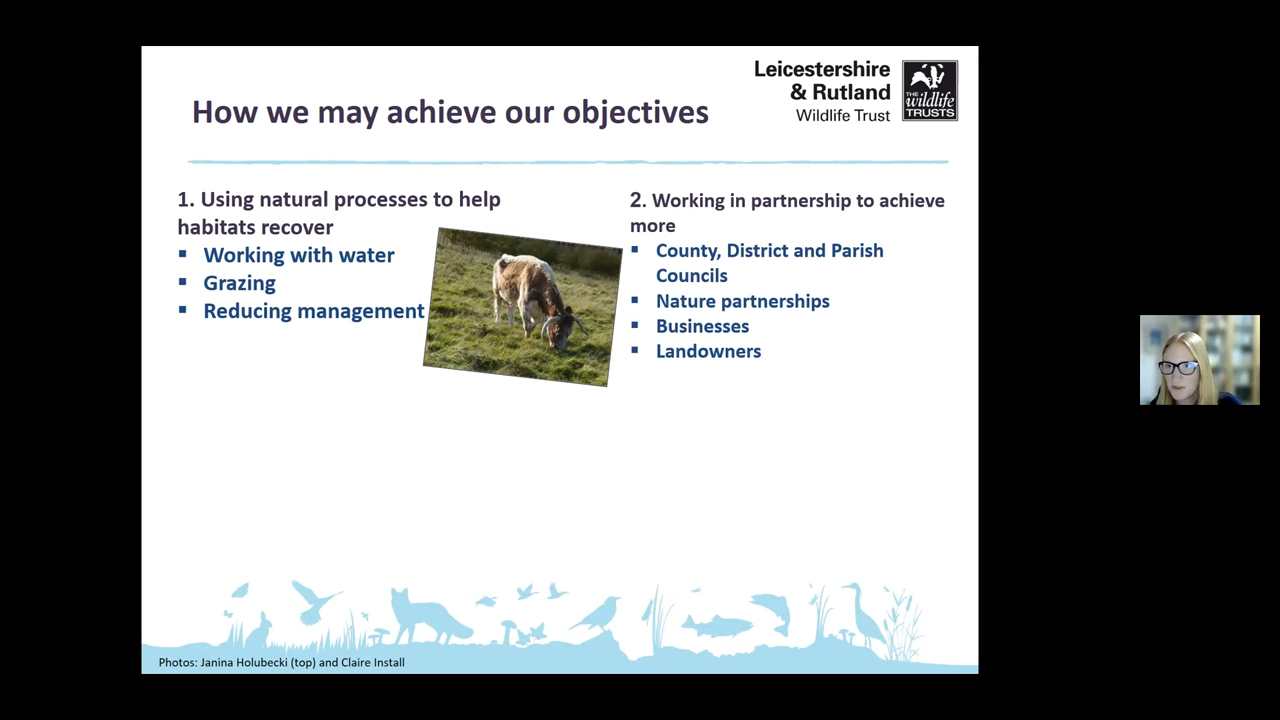 Leicestershire
& Rutland
Wildlife Trust
THE
wildlife
TRUSTS
How we may achieve our objectives
1. Using natural processes to help
habitats recover
▪ Working with water
▪ Grazing
▪ Reducing management
2. Working in partnership to achieve
more
▪ County, District and Parish
Councils
▪ Nature partnerships
▪ Businesses
▪ Landowners
Photos: Janina Holubecki (top) and Claire Install